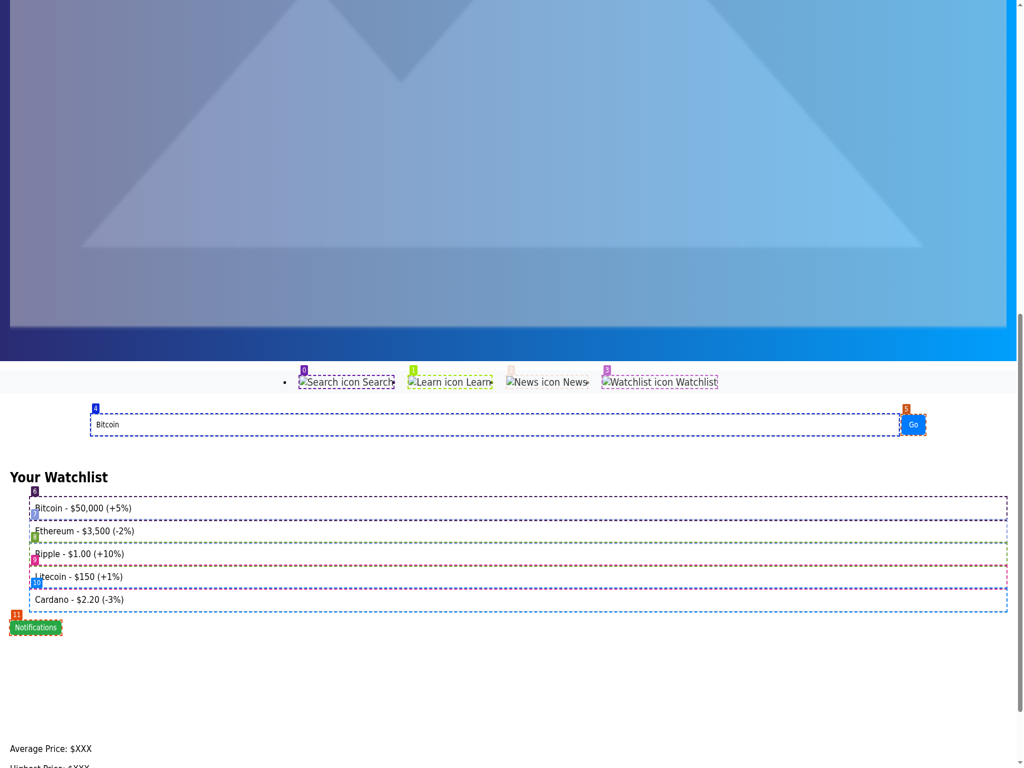 0 1 3
Search icon Search
Learn icon Learn
News icon News
Watchlist icon Watchlist
4 5
Bitcoin
Go
Your Watchlist
6
Bitcoin - $50,000 (+5%)
7
Ethereum - $3,500 (-2%)
8
Ripple - $1.00 (+10%)
9
Litecoin - $150 (+1%)
10
Cardano - $2.20 (-3%)
11
Notifications
Average Price: $XXX
Highest Price: $XXX